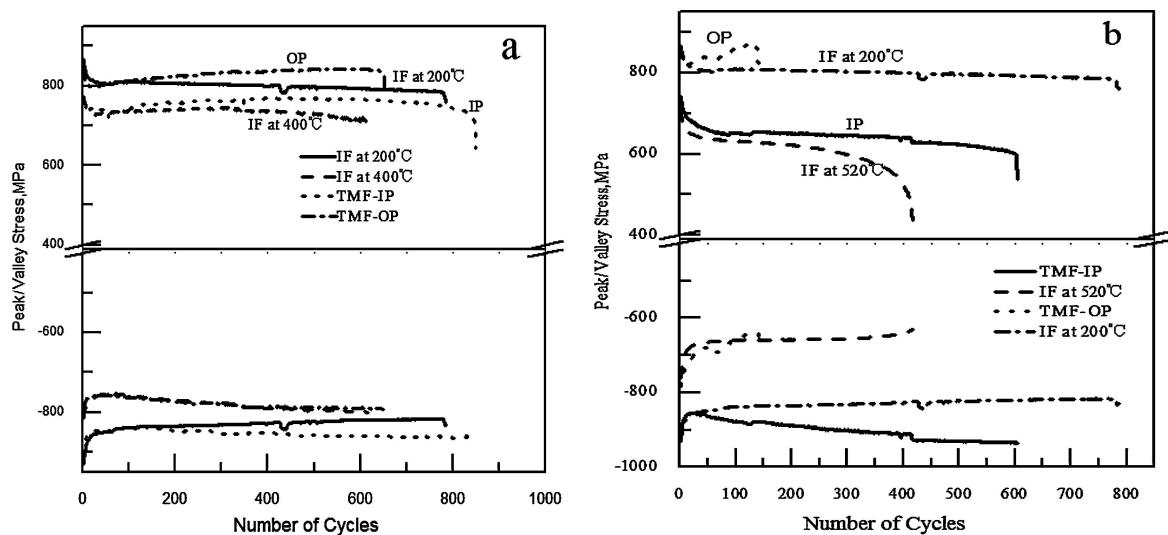 a
OP
IF at 200℃
IP
IF at 400℃
IF at 200℃
IF at 400℃
TMF-IP
TMF-OP
800
600
400
-600
-800
Peak/Valley Stress,MPa
0
200
400
600
800
1000
Number of Cycles
b
OP
IF at 200℃
IP
IF at 520℃
TMF-IP
IF at 520℃
TMF-OP
IF at 200℃
800
600
400
-600
-800
-1000
Peak/Valley Stress,MPa
0
100
200
300
400
500
600
700
800
Number of Cycles